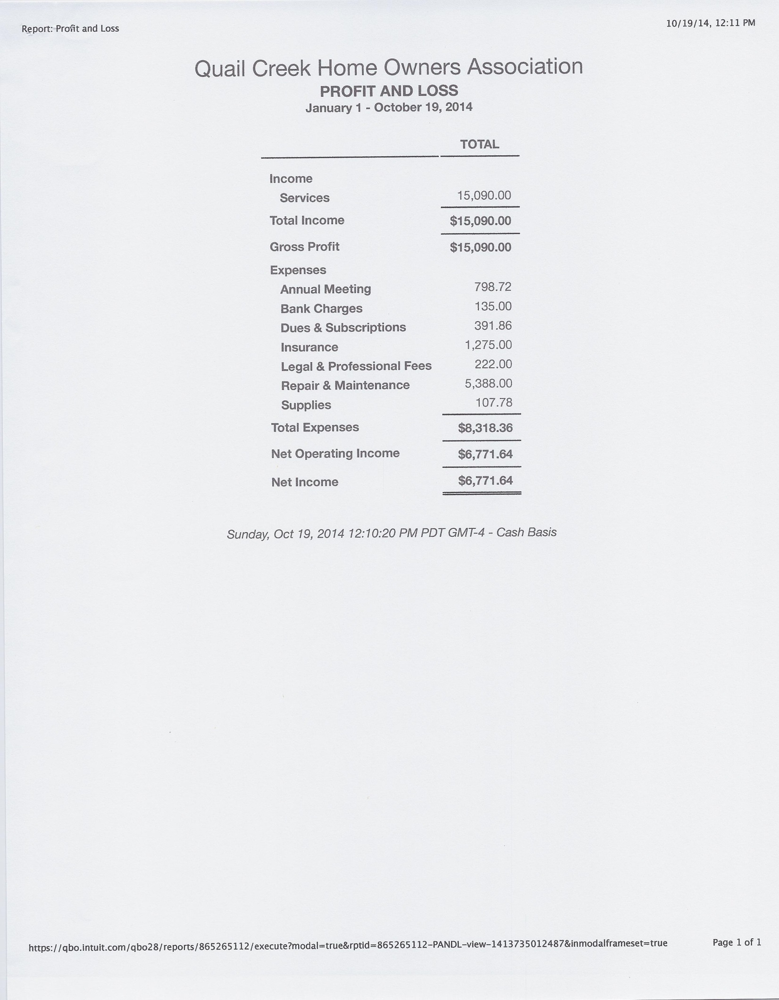 Report: Profit and Loss 10/19/14, 12:11 PM
Quail Creek Home Owners Association
PROFIT AND LOSS
January 1 - October 19, 2014
TOTAL
Income
Services 15,090.00
Total Income $15,090.00
Gross Profit $15,090.00
Expenses
Annual Meeting 798.72
Bank Charges 135.00
Dues & Subscriptions 391.86
Insurance 1,275.00
Legal & Professional Fees 222.00
Repair & Maintenance 5,388.00
Supplies 107.78
Total Expenses $8,318.36
Net Operating Income $6,771.64
Net Income $6,771.64
Sunday, Oct 19, 2014 12:10:20 PM PDT GMT-4 - Cash Basis
https://qbo.intuit.com/qbo28/reports/865265112/execute?modal=true&rptid=865265112-PANDL-view-1413735012487&inmodalframeset=true Page 1 of 1